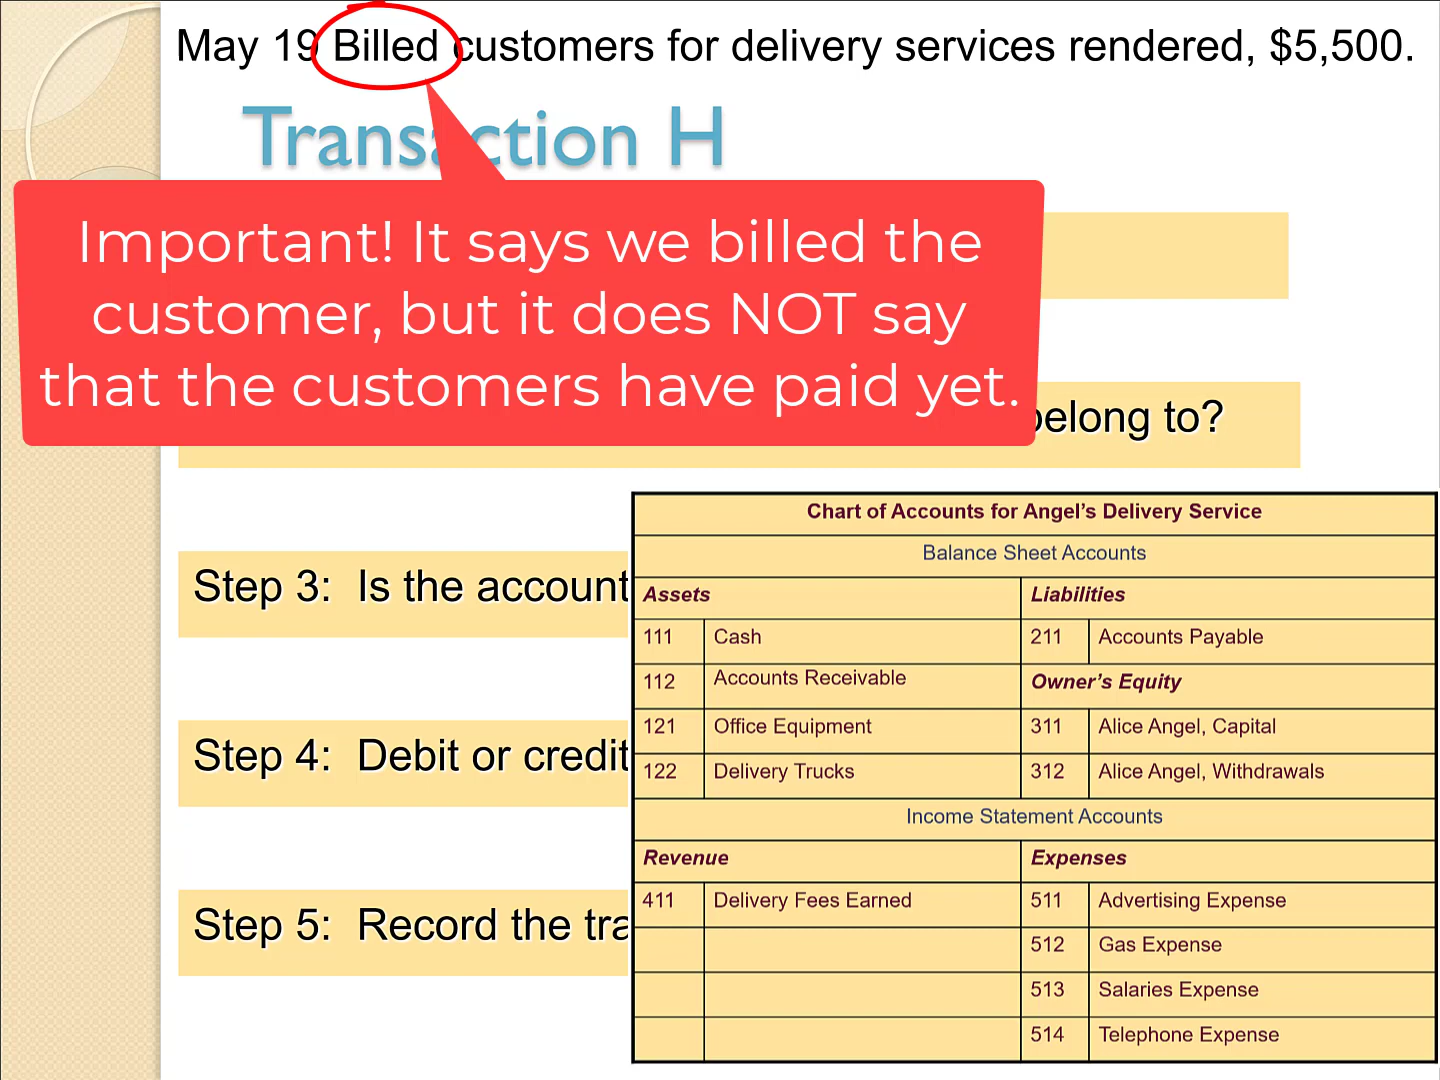 May 19 Billed customers for delivery services rendered, $5,500.
Transaction H
Important! It says we billed the
customer, but it does NOT say
that the customers have paid yet.
belong to?
Step 3: Is the account
Step 4: Debit or credit
Step 5: Record the tra
Chart of Accounts for Angel's Delivery Service
Balance Sheet Accounts
Assets Liabilities
111 Cash 211 Accounts Payable
112 Accounts Receivable Owner's Equity
121 Office Equipment 311 Alice Angel, Capital
122 Delivery Trucks 312 Alice Angel, Withdrawals
Income Statement Accounts
Revenue Expenses
411 Delivery Fees Earned 511 Advertising Expense
512 Gas Expense
513 Salaries Expense
514 Telephone Expense